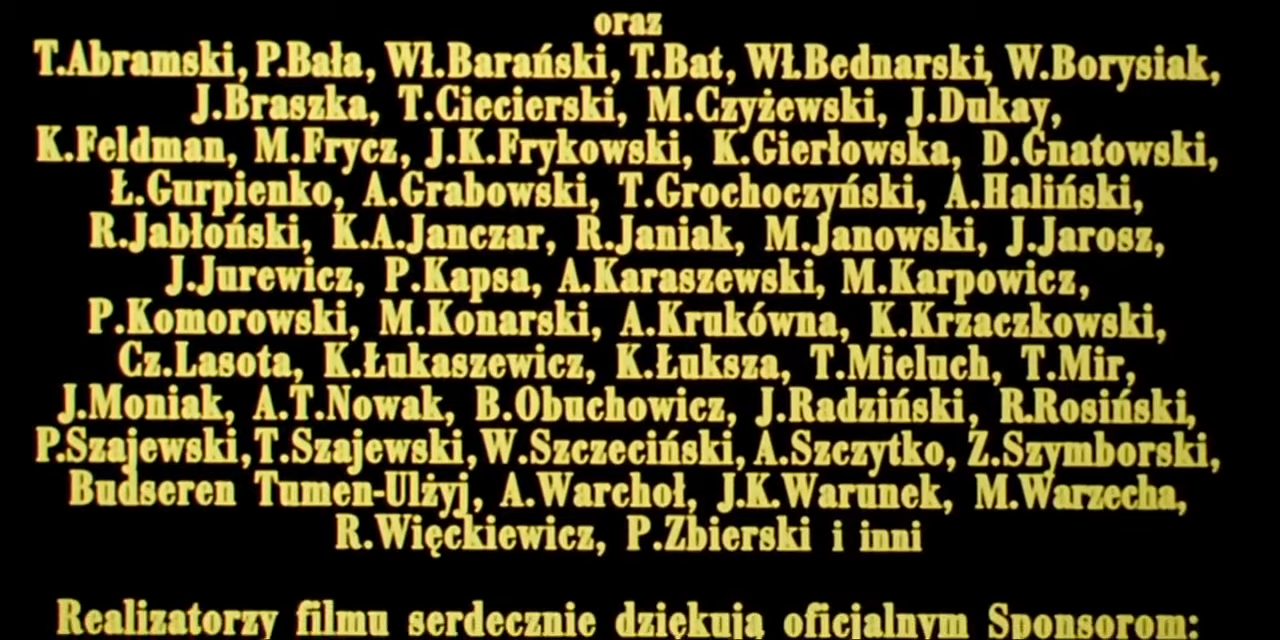 oraz
T.Abramski, P.Bała, Wł.Barański, T.Bat, Wł.Bednarski, W.Borysiak,
J.Braszka, T.Ciecierski, M.Czyżewski, J.Dukay,
K.Feldman, M.Frycz, J.K.Frykowski, K.Gierłowska, D.Gnatowski,
Ł.Gurpienko, A.Grabowski, T.Grochoczyński, A.Haliński,
R.Jabłoński, K.A.Janczar, R.Janiak, M.Janowski, J.Jarosz,
J.Jurewicz, P.Kapsa, A.Karaszewski, M.Karpowicz,
P.Komorowski, M.Konarski, A.Krukówna, K.Krzaczkowski,
Cz.Lasota, K.Łukaszewicz, K.Łuksza, T.Mieluch, T.Mir,
J.Moniak, A.T.Nowak, B.Obuchowicz, J.Radziński, R.Rosiński,
P.Szajewski, T.Szajewski, W.Szczeciński, A.Szczytko, Z.Szymborski,
Budseren Tumen-Ulżyj, A.Warchoł, J.K.Warunek, M.Warzecha,
R.Więckiewicz, P.Zbierski i inni
Realizatorzy filmu serdecznie dziękują oficjalnym Sponsorom: